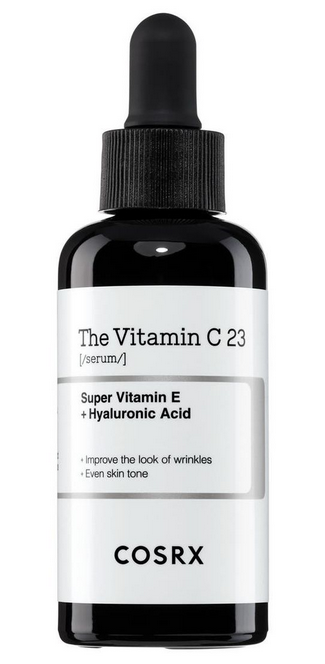 The Vitamin C 23
[/serum/]
Super Vitamin E
+Hyaluronic Acid
• Improve the look of wrinkles
• Even skin tone
COSRX